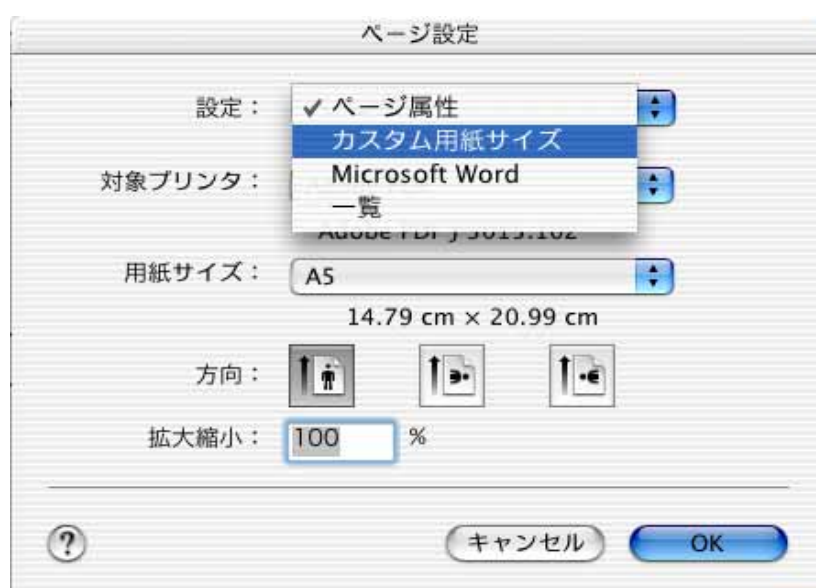 ページ設定
設定： ✓ ページ属性
カスタム用紙サイズ
対象プリンタ： Microsoft Word
一覧
用紙サイズ： A5
14.79 cm × 20.99 cm
方向：
拡大縮小： 100 %
? キャンセル OK